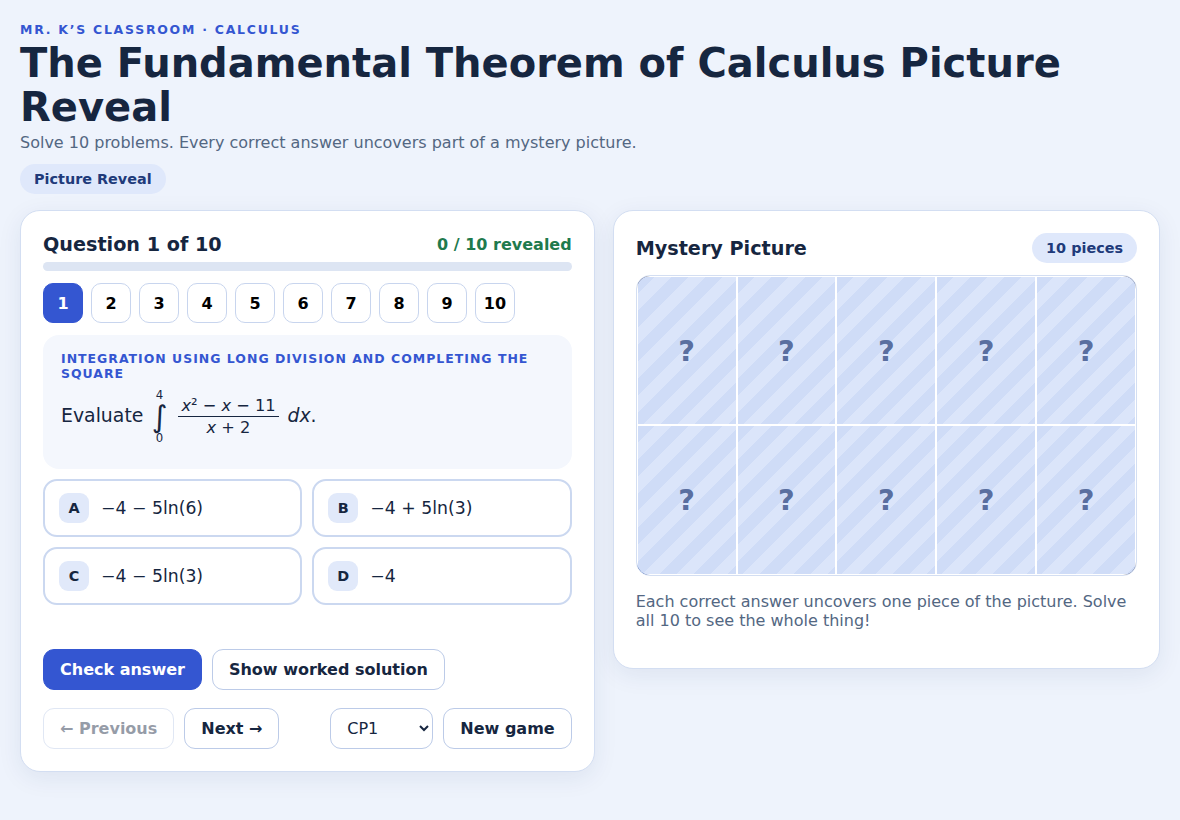 MR. K’S CLASSROOM · CALCULUS
The Fundamental Theorem of Calculus Picture
Reveal
Solve 10 problems. Every correct answer uncovers part of a mystery picture.
Picture Reveal
Question 1 of 10
0 / 10 revealed
1 2 3 4 5 6 7 8 9 10
INTEGRATION USING LONG DIVISION AND COMPLETING THE
SQUARE
Evaluate ∫₀⁴ (x² − x − 11)/(x + 2) dx.
A −4 − 5ln(6)
B −4 + 5ln(3)
C −4 − 5ln(3)
D −4
Check answer
Show worked solution
← Previous
Next →
CP1
New game
Mystery Picture
10 pieces
? ? ? ? ?
? ? ? ? ?
Each correct answer uncovers one piece of the picture. Solve
all 10 to see the whole thing!